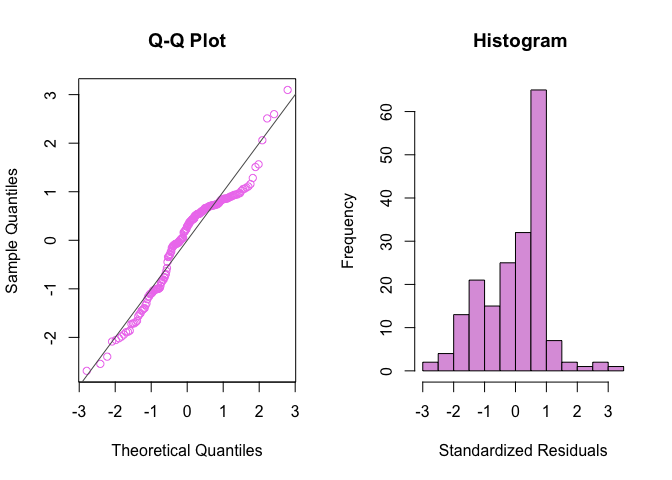 Q-Q Plot
Sample Quantiles
3
2
1
0
-1
-2
-3 -2 -1 0 1 2 3
Theoretical Quantiles
Histogram
Frequency
60
50
40
30
20
10
0
-3 -2 -1 0 1 2 3
Standardized Residuals